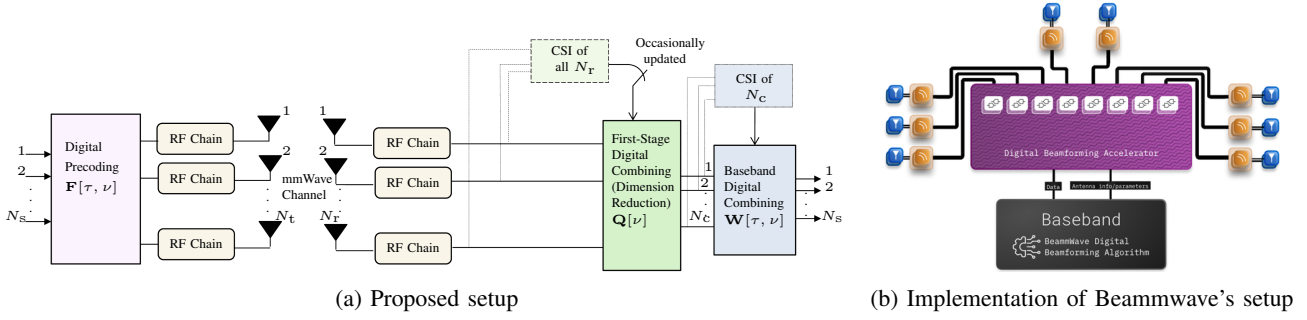 Digital
Precoding
F[τ, ν]
1
2
N_s
RF Chain
RF Chain
RF Chain
1
2
N_t
mmWave
Channel
1
2
N_r
RF Chain
RF Chain
RF Chain
CSI of
all N_r
Occasionally
updated
First-Stage
Digital
Combining
(Dimension
Reduction)
Q[ν]
1
2
N_c
CSI of
N_c
Baseband
Digital
Combining
W[τ, ν]
1
2
N_s
(a) Proposed setup
Digital Beamforming Accelerator
Data
Antenna info/parameters
Baseband
BeammWave Digital
Beamforming Algorithm
(b) Implementation of Beammwave's setup